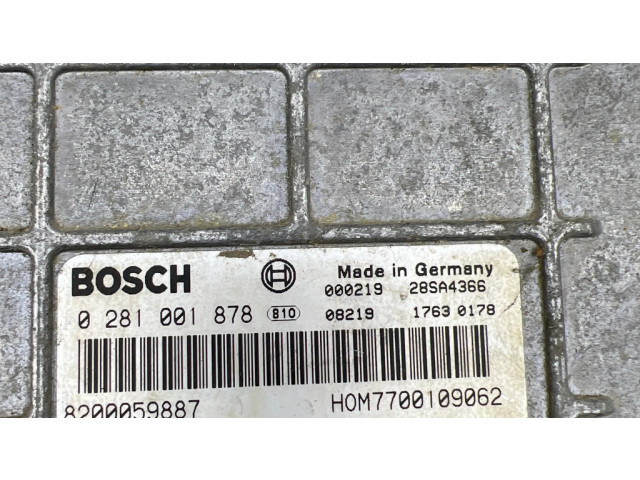 BOSCH Made in Germany
000219 28SA4366
0 281 001 878 810 08219 1763 0178
8200059887 HOM7700109062